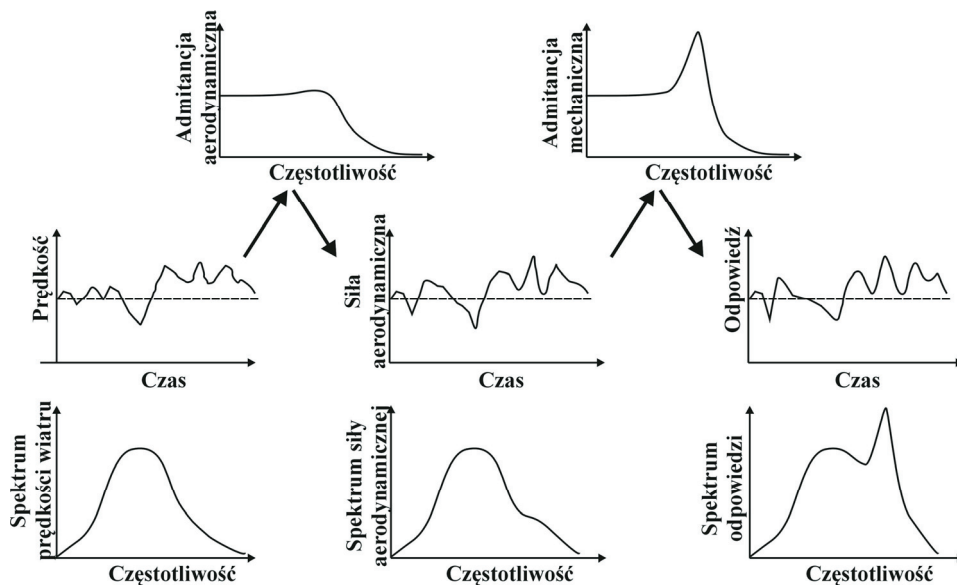 Admitancja
aerodynamiczna
Częstotliwość
Admitancja
mechaniczna
Częstotliwość
Prędkość
Czas
Siła
aerodynamiczna
Czas
Odpowiedź
Czas
Spektrum
prędkości wiatru
Częstotliwość
Spektrum siły
aerodynamicznej
Częstotliwość
Spektrum
odpowiedzi
Częstotliwość